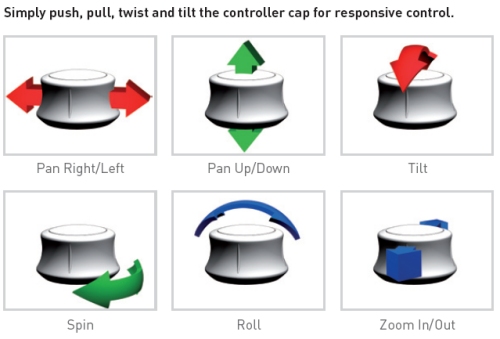 Simply push, pull, twist and tilt the controller cap for responsive control.
Pan Right/Left
Pan Up/Down
Tilt
Spin
Roll
Zoom In/Out